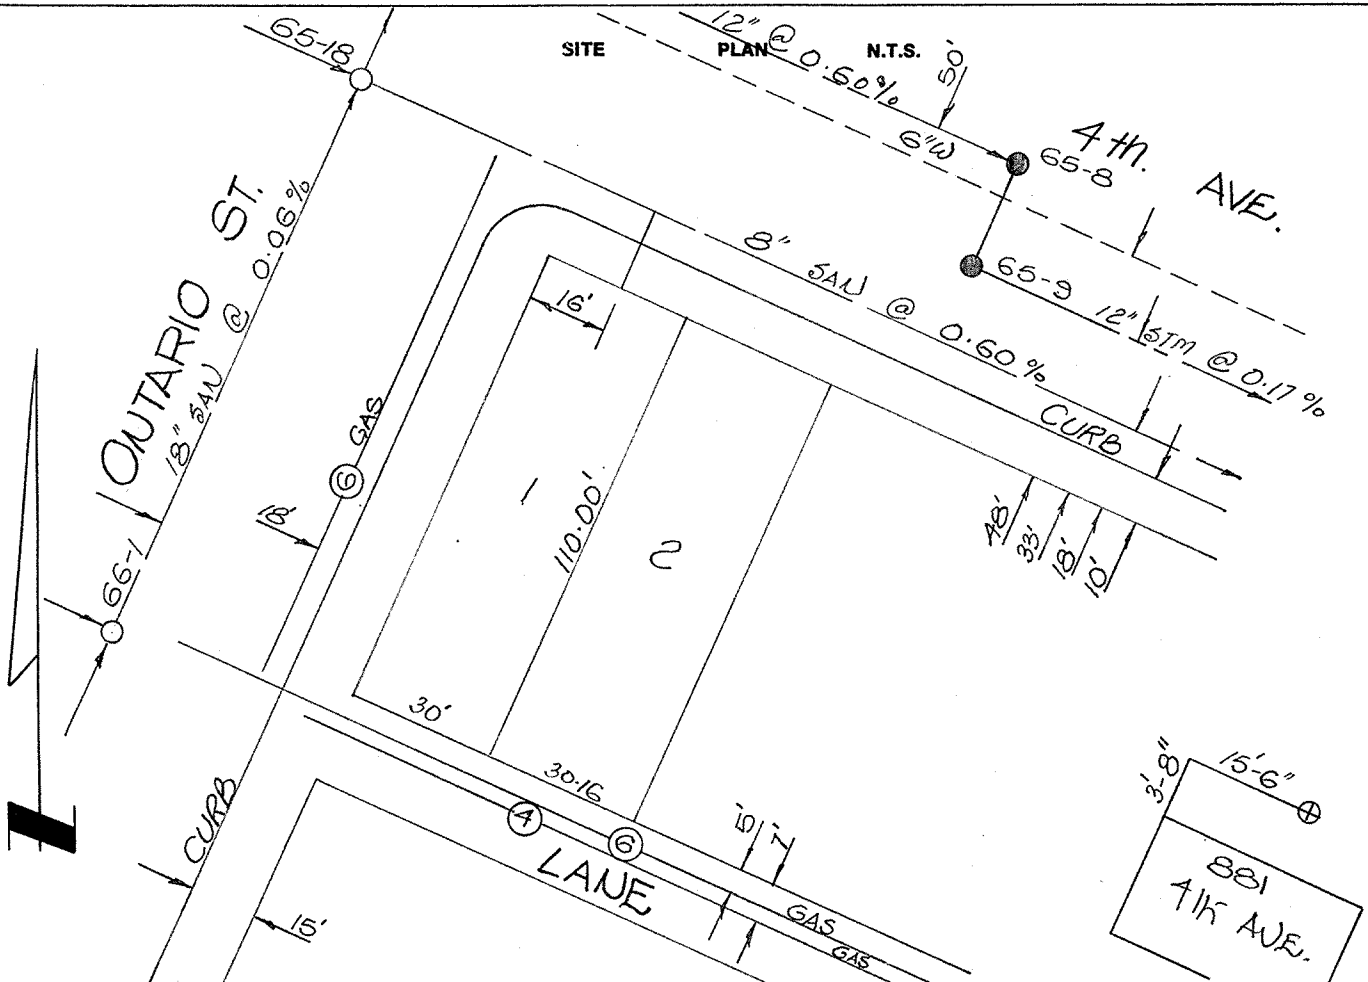 SITE PLAN N.T.S.
65-18
12" @ 0.60%
50'
6"W
4th. AVE.
65-8
ONTARIO ST.
18" SAN @ 0.06%
8" SAN @ 0.60%
65-9
12" STM @ 0.17%
16'
CURB
GAS
6
18'
1
110.00'
2
48'
33'
18'
10'
66-1
30'
30.16
CURB
4
6
LANE
5'
7'
GAS
GAS
15'
3'-8"
15'-6"
881
4th AVE.